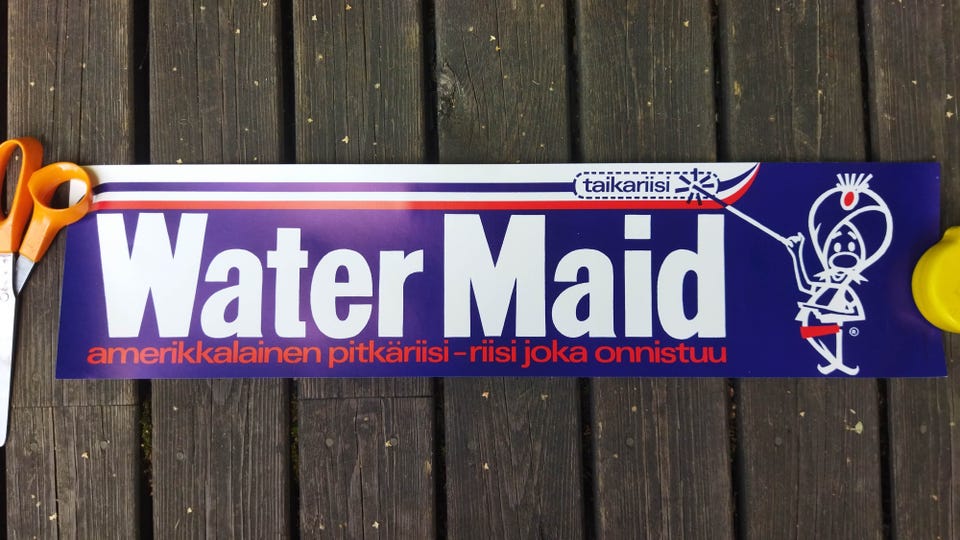 taikariisi
Water Maid
®
amerikkalainen pitkäriisi – riisi joka onnistuu